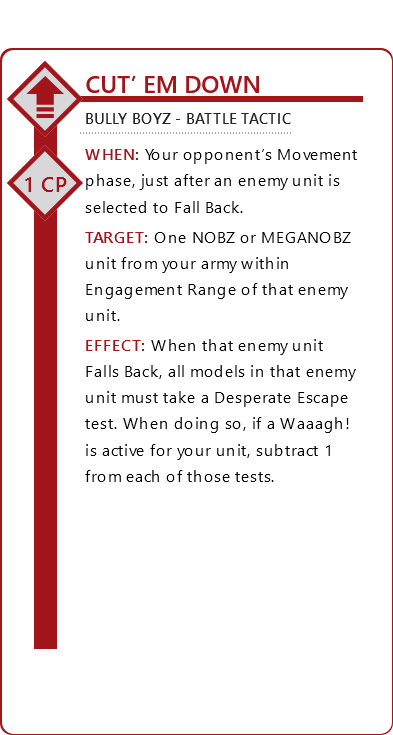 CUT’ EM DOWN
BULLY BOYZ - BATTLE TACTIC
WHEN: Your opponent’s Movement
1 CP
phase, just after an enemy unit is
selected to Fall Back.
TARGET: One NOBZ or MEGANOBZ
unit from your army within
Engagement Range of that enemy
unit.
EFFECT: When that enemy unit
Falls Back, all models in that enemy
unit must take a Desperate Escape
test. When doing so, if a Waaagh!
is active for your unit, subtract 1
from each of those tests.